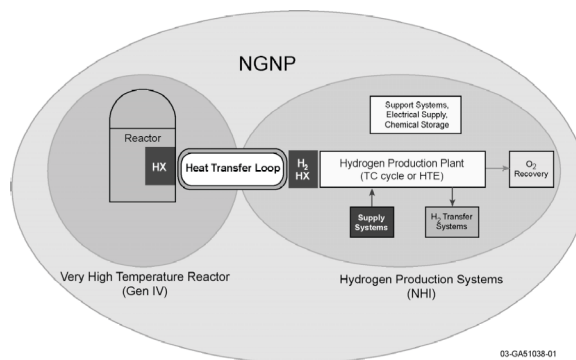 NGNP
Support Systems,
Electrical Supply,
Chemical Storage
Reactor
HX
Heat Transfer Loop
H2
HX
Hydrogen Production Plant
(TC cycle or HTE)
O2
Recovery
Supply
Systems
H2 Transfer
Systems
Very High Temperature Reactor
(Gen IV)
Hydrogen Production Systems
(NHI)
03-GA51038-01